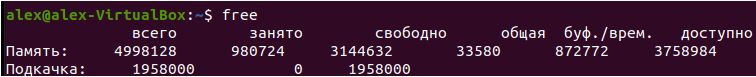 alex@alex-VirtualBox:~$ free
всего занято свободно общая буф./врем. доступно
Память: 4998128 980724 3144632 33580 872772 3758984
Подкачка: 1958000 0 1958000